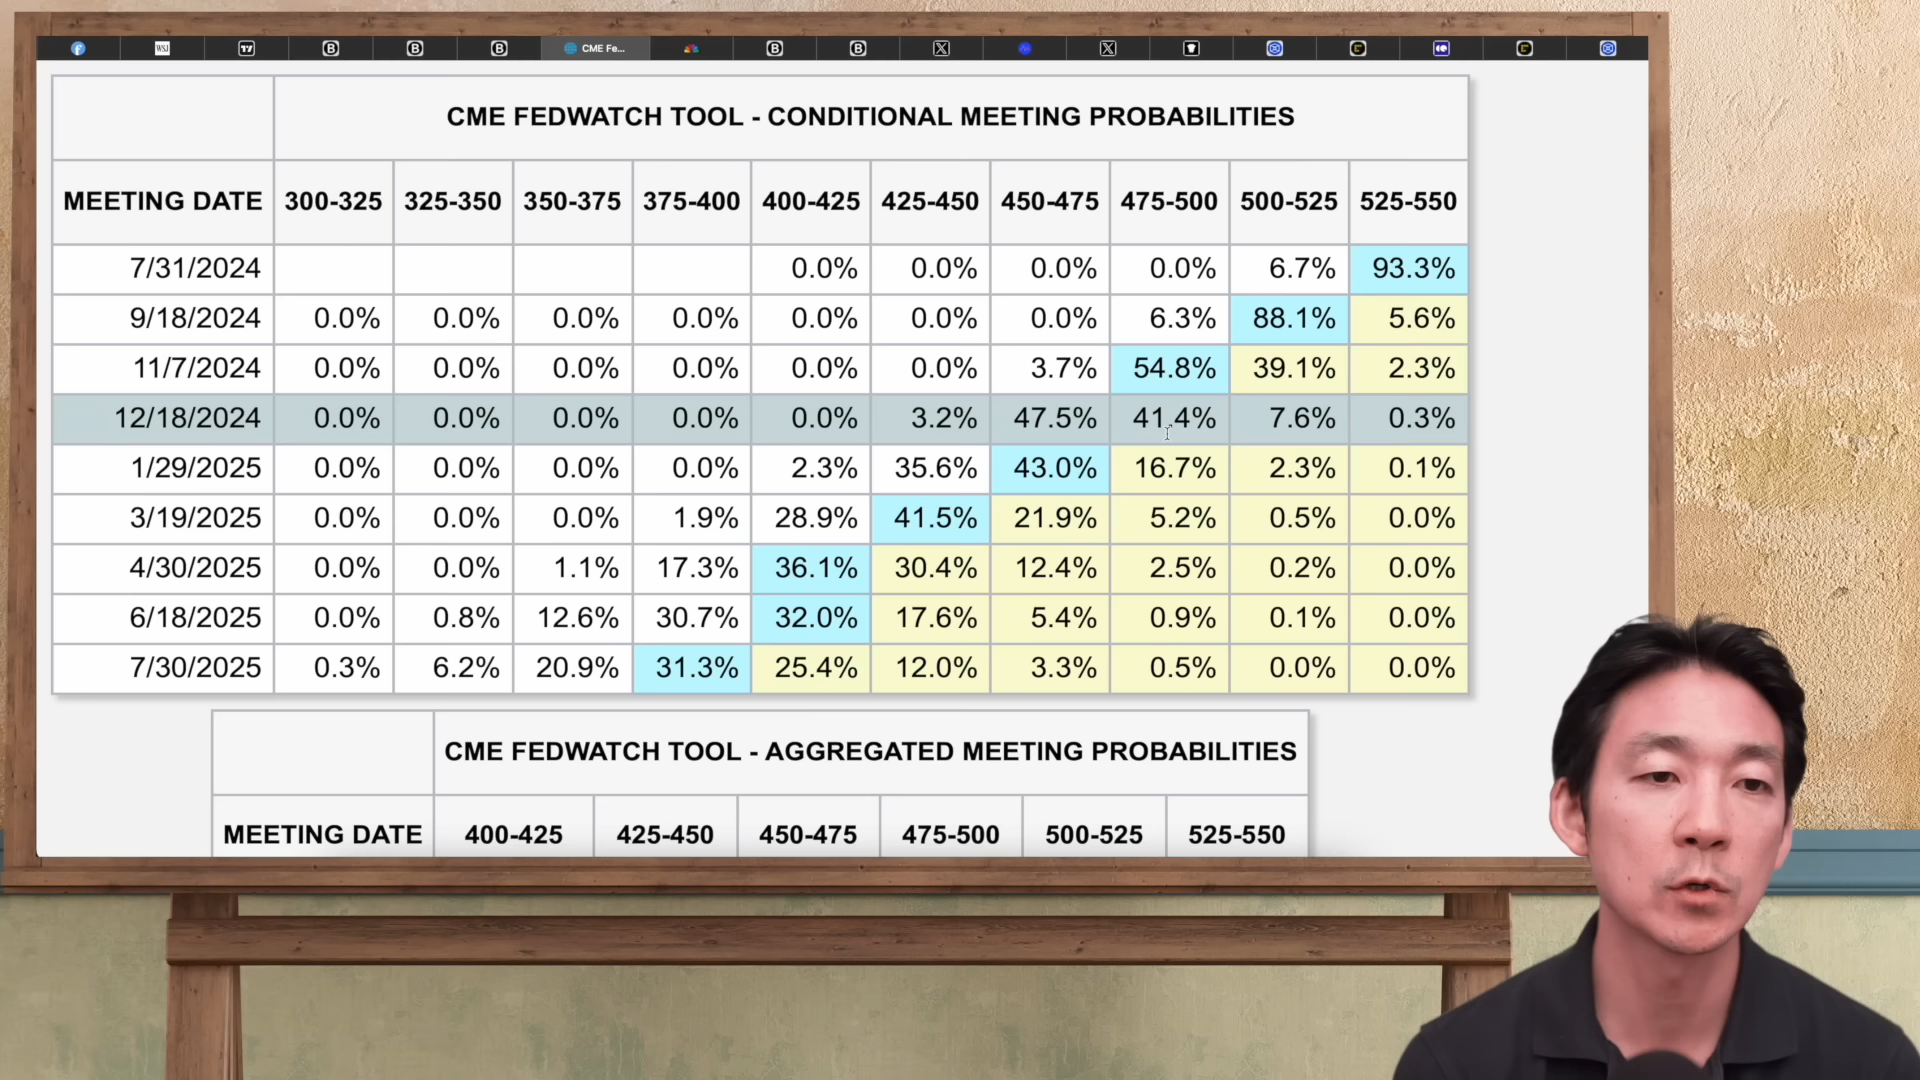 WSJ
CME Fe...
CME FEDWATCH TOOL - CONDITIONAL MEETING PROBABILITIES
MEETING DATE 300-325 325-350 350-375 375-400 400-425 425-450 450-475 475-500 500-525 525-550
7/31/2024 0.0% 0.0% 0.0% 0.0% 6.7% 93.3%
9/18/2024 0.0% 0.0% 0.0% 0.0% 0.0% 0.0% 0.0% 6.3% 88.1% 5.6%
11/7/2024 0.0% 0.0% 0.0% 0.0% 0.0% 0.0% 3.7% 54.8% 39.1% 2.3%
12/18/2024 0.0% 0.0% 0.0% 0.0% 0.0% 3.2% 47.5% 41.4% 7.6% 0.3%
1/29/2025 0.0% 0.0% 0.0% 0.0% 2.3% 35.6% 43.0% 16.7% 2.3% 0.1%
3/19/2025 0.0% 0.0% 0.0% 1.9% 28.9% 41.5% 21.9% 5.2% 0.5% 0.0%
4/30/2025 0.0% 0.0% 1.1% 17.3% 36.1% 30.4% 12.4% 2.5% 0.2% 0.0%
6/18/2025 0.0% 0.8% 12.6% 30.7% 32.0% 17.6% 5.4% 0.9% 0.1% 0.0%
7/30/2025 0.3% 6.2% 20.9% 31.3% 25.4% 12.0% 3.3% 0.5% 0.0% 0.0%
CME FEDWATCH TOOL - AGGREGATED MEETING PROBABILITIES
MEETING DATE 400-425 425-450 450-475 475-500 500-525 525-550